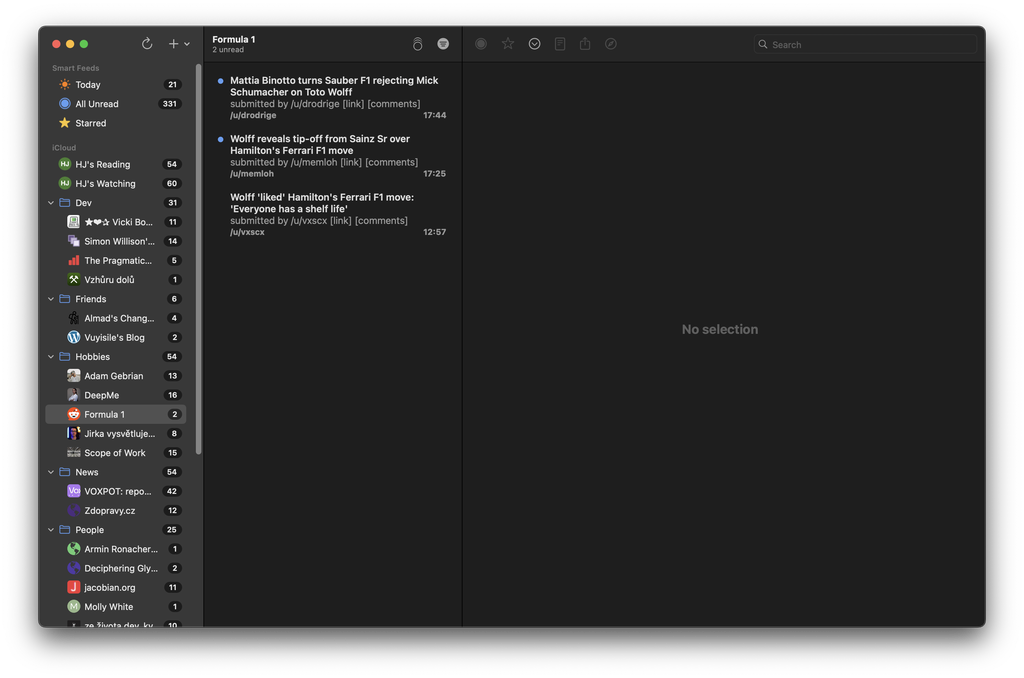 Smart Feeds
Today 21
All Unread 331
Starred
iCloud
HJ HJ's Reading 54
HJ HJ's Watching 60
Dev 31
★❤✰ Vicki Bo... 11
Simon Willison'... 14
The Pragmatic... 5
Vzhůru dolů 1
Friends 6
Almad's Chang... 4
Vuyisile's Blog 2
Hobbies 54
Adam Gebrian 13
DeepMe 16
Formula 1 2
Jirka vysvětluje... 8
Scope of Work 15
News 54
VOXPOT: repo... 42
Zdopravy.cz 12
People 25
Armin Ronacher... 1
Deciphering Gly... 2
J jacobian.org 11
M Molly White 1
ze života dev, kv 10
Formula 1
2 unread
Mattia Binotto turns Sauber F1 rejecting Mick
Schumacher on Toto Wolff
submitted by /u/drodrige [link] [comments]
/u/drodrige 17:44
Wolff reveals tip-off from Sainz Sr over
Hamilton's Ferrari F1 move
submitted by /u/memloh [link] [comments]
/u/memloh 17:25
Wolff 'liked' Hamilton's Ferrari F1 move:
'Everyone has a shelf life'
submitted by /u/vxscx [link] [comments]
/u/vxscx 12:57
Search
No selection